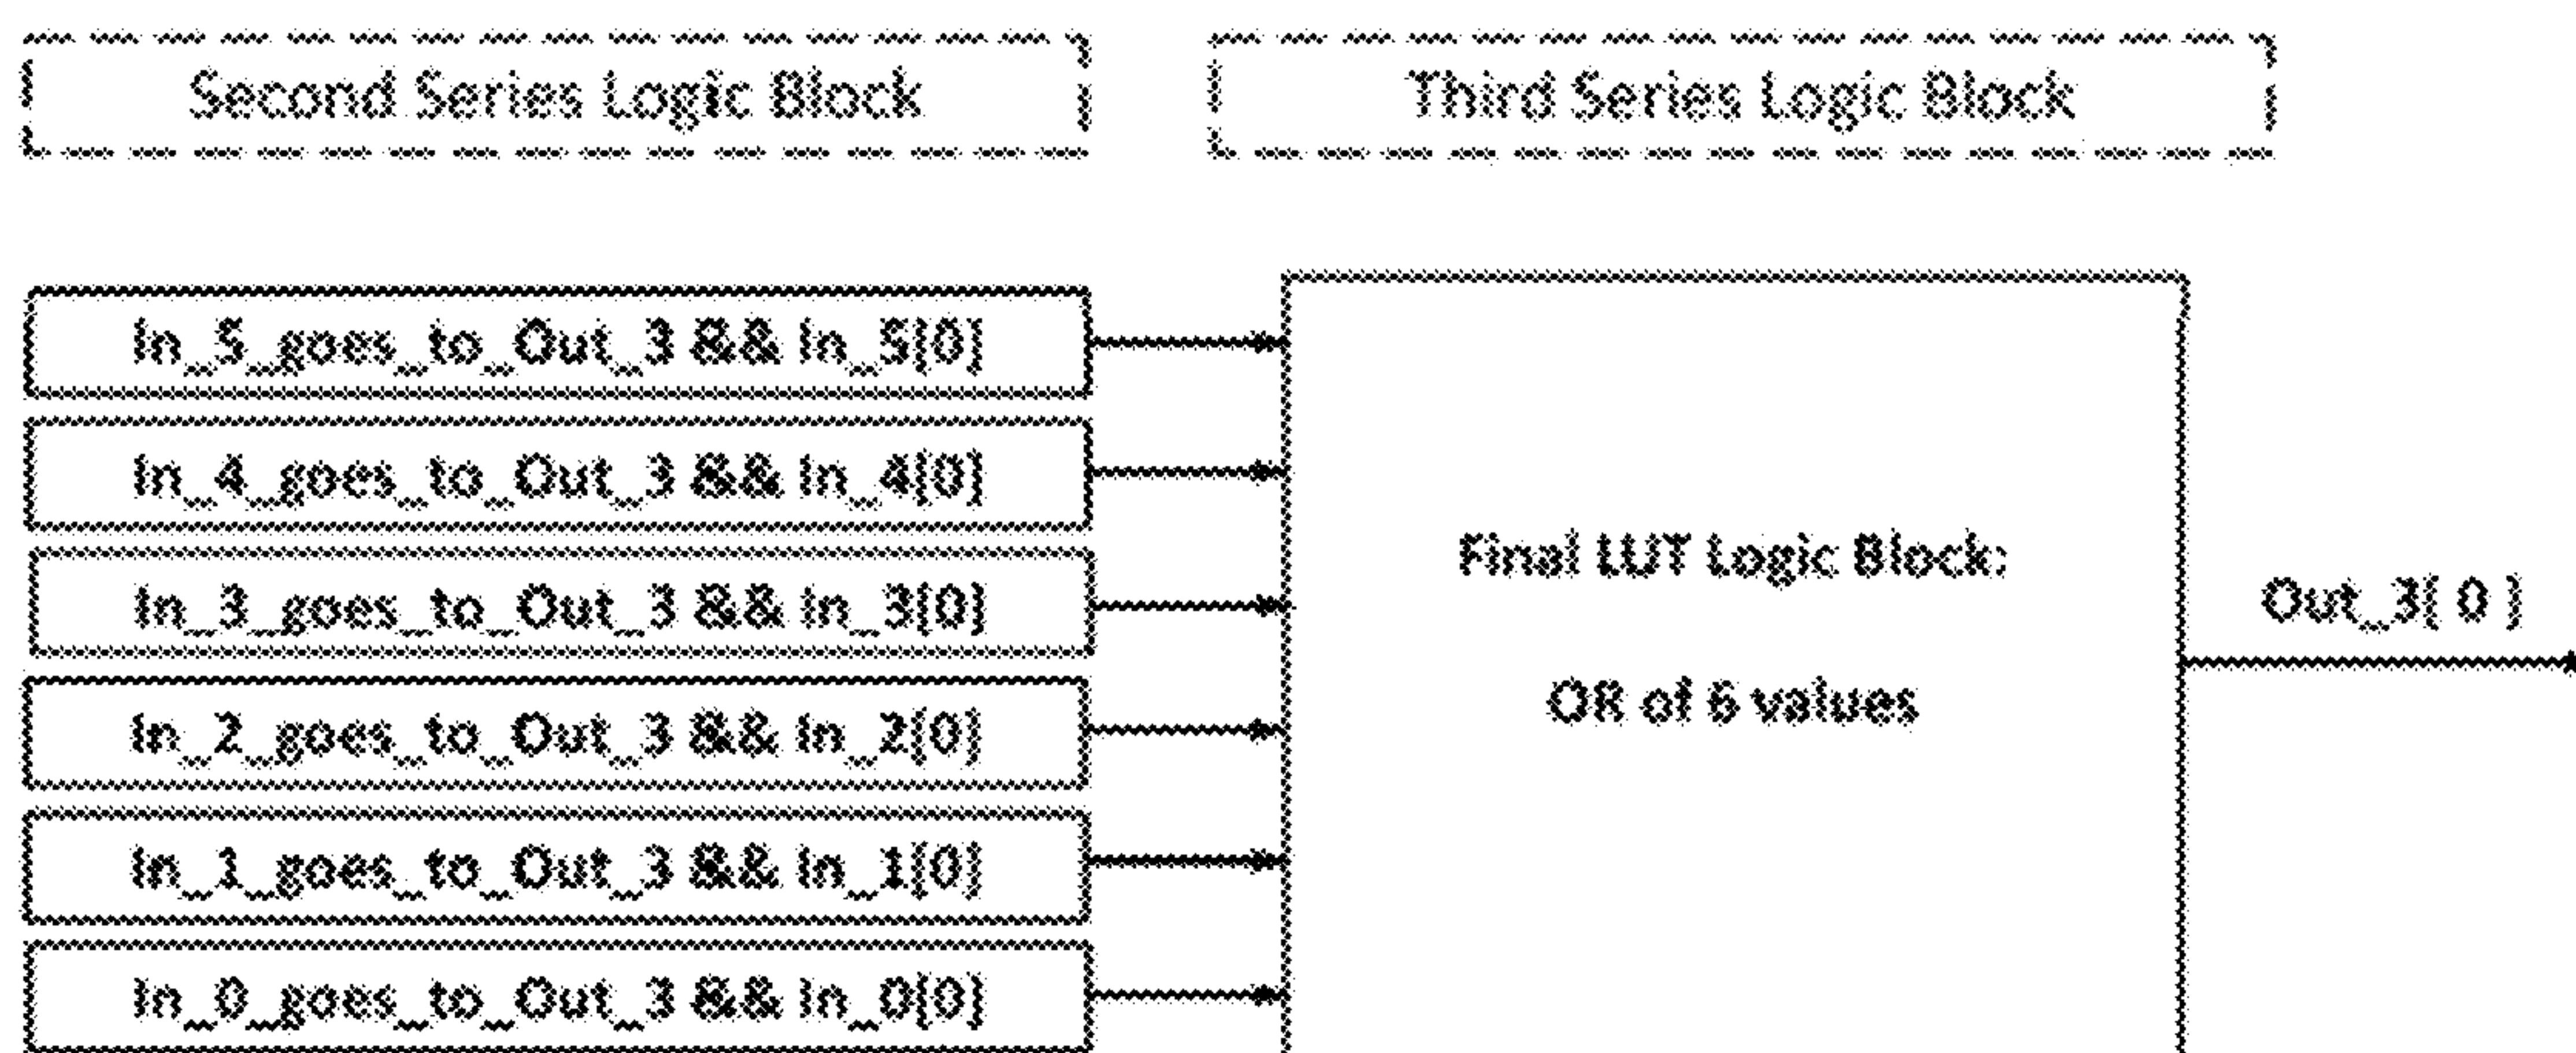 Second Series Logic Block
Third Series Logic Block
In_5_goes_to_Out_3 && In_5[0]
In_4_goes_to_Out_3 && In_4[0]
In_3_goes_to_Out_3 && In_3[0]
In_2_goes_to_Out_3 && In_2[0]
In_1_goes_to_Out_3 && In_1[0]
In_0_goes_to_Out_3 && In_0[0]
Final LUT Logic Block:
OR of 6 values
Out_3[ 0 ]